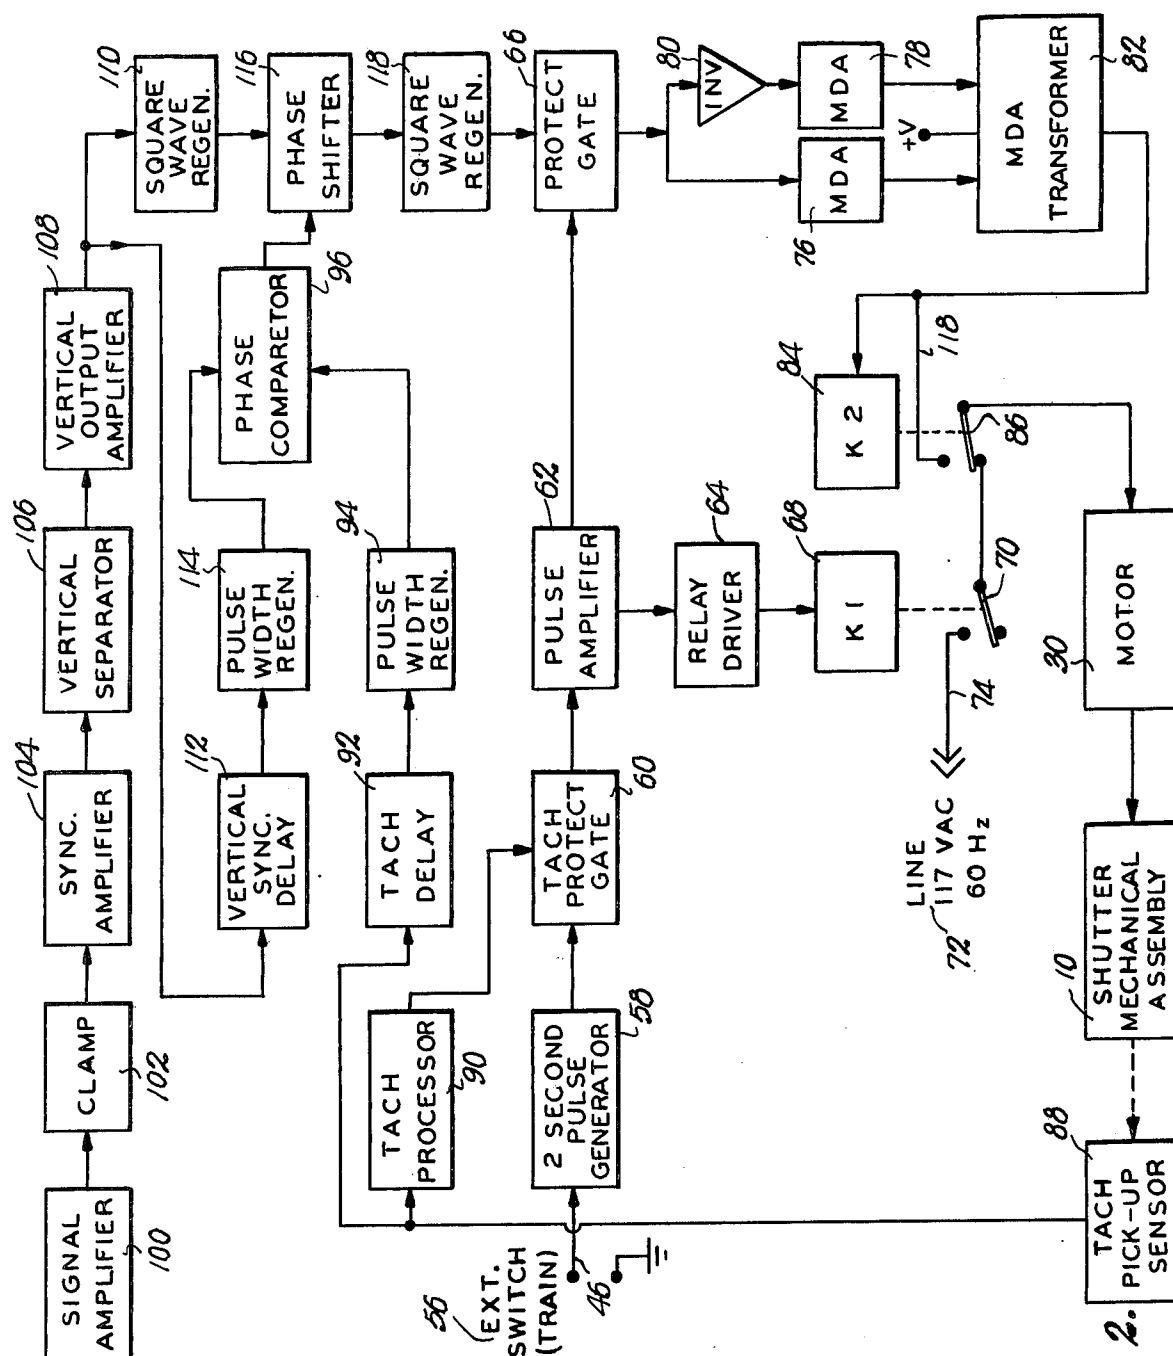 SIGNAL
AMPLIFIER
100
CLAMP
102
SYNC.
AMPLIFIER
104
VERTICAL
SEPARATOR
106
VERTICAL
OUTPUT
AMPLIFIER
108
SQUARE
WAVE
REGEN.
110
PHASE
SHIFTER
116
SQUARE
WAVE
REGEN.
118
PROTECT
GATE
66
INV
80
MDA
78
MDA
76
+V
MDA
TRANSFORMER
82
VERTICAL
SYNC.
DELAY
112
PULSE
WIDTH
REGEN.
114
PHASE
COMPARETOR
96
TACH
PROCESSOR
90
TACH
DELAY
92
PULSE
WIDTH
REGEN.
94
56
EXT.
SWITCH
(TRAIN)
46
2 SECOND
PULSE
GENERATOR
58
TACH
PROTECT
GATE
60
PULSE
AMPLIFIER
62
RELAY
DRIVER
64
K 1
68
70
K 2
84
86
118
LINE
117 VAC
60 Hz
72
74
MOTOR
30
SHUTTER
MECHANICAL
ASSEMBLY
10
TACH
PICK-UP
SENSOR
88
2.